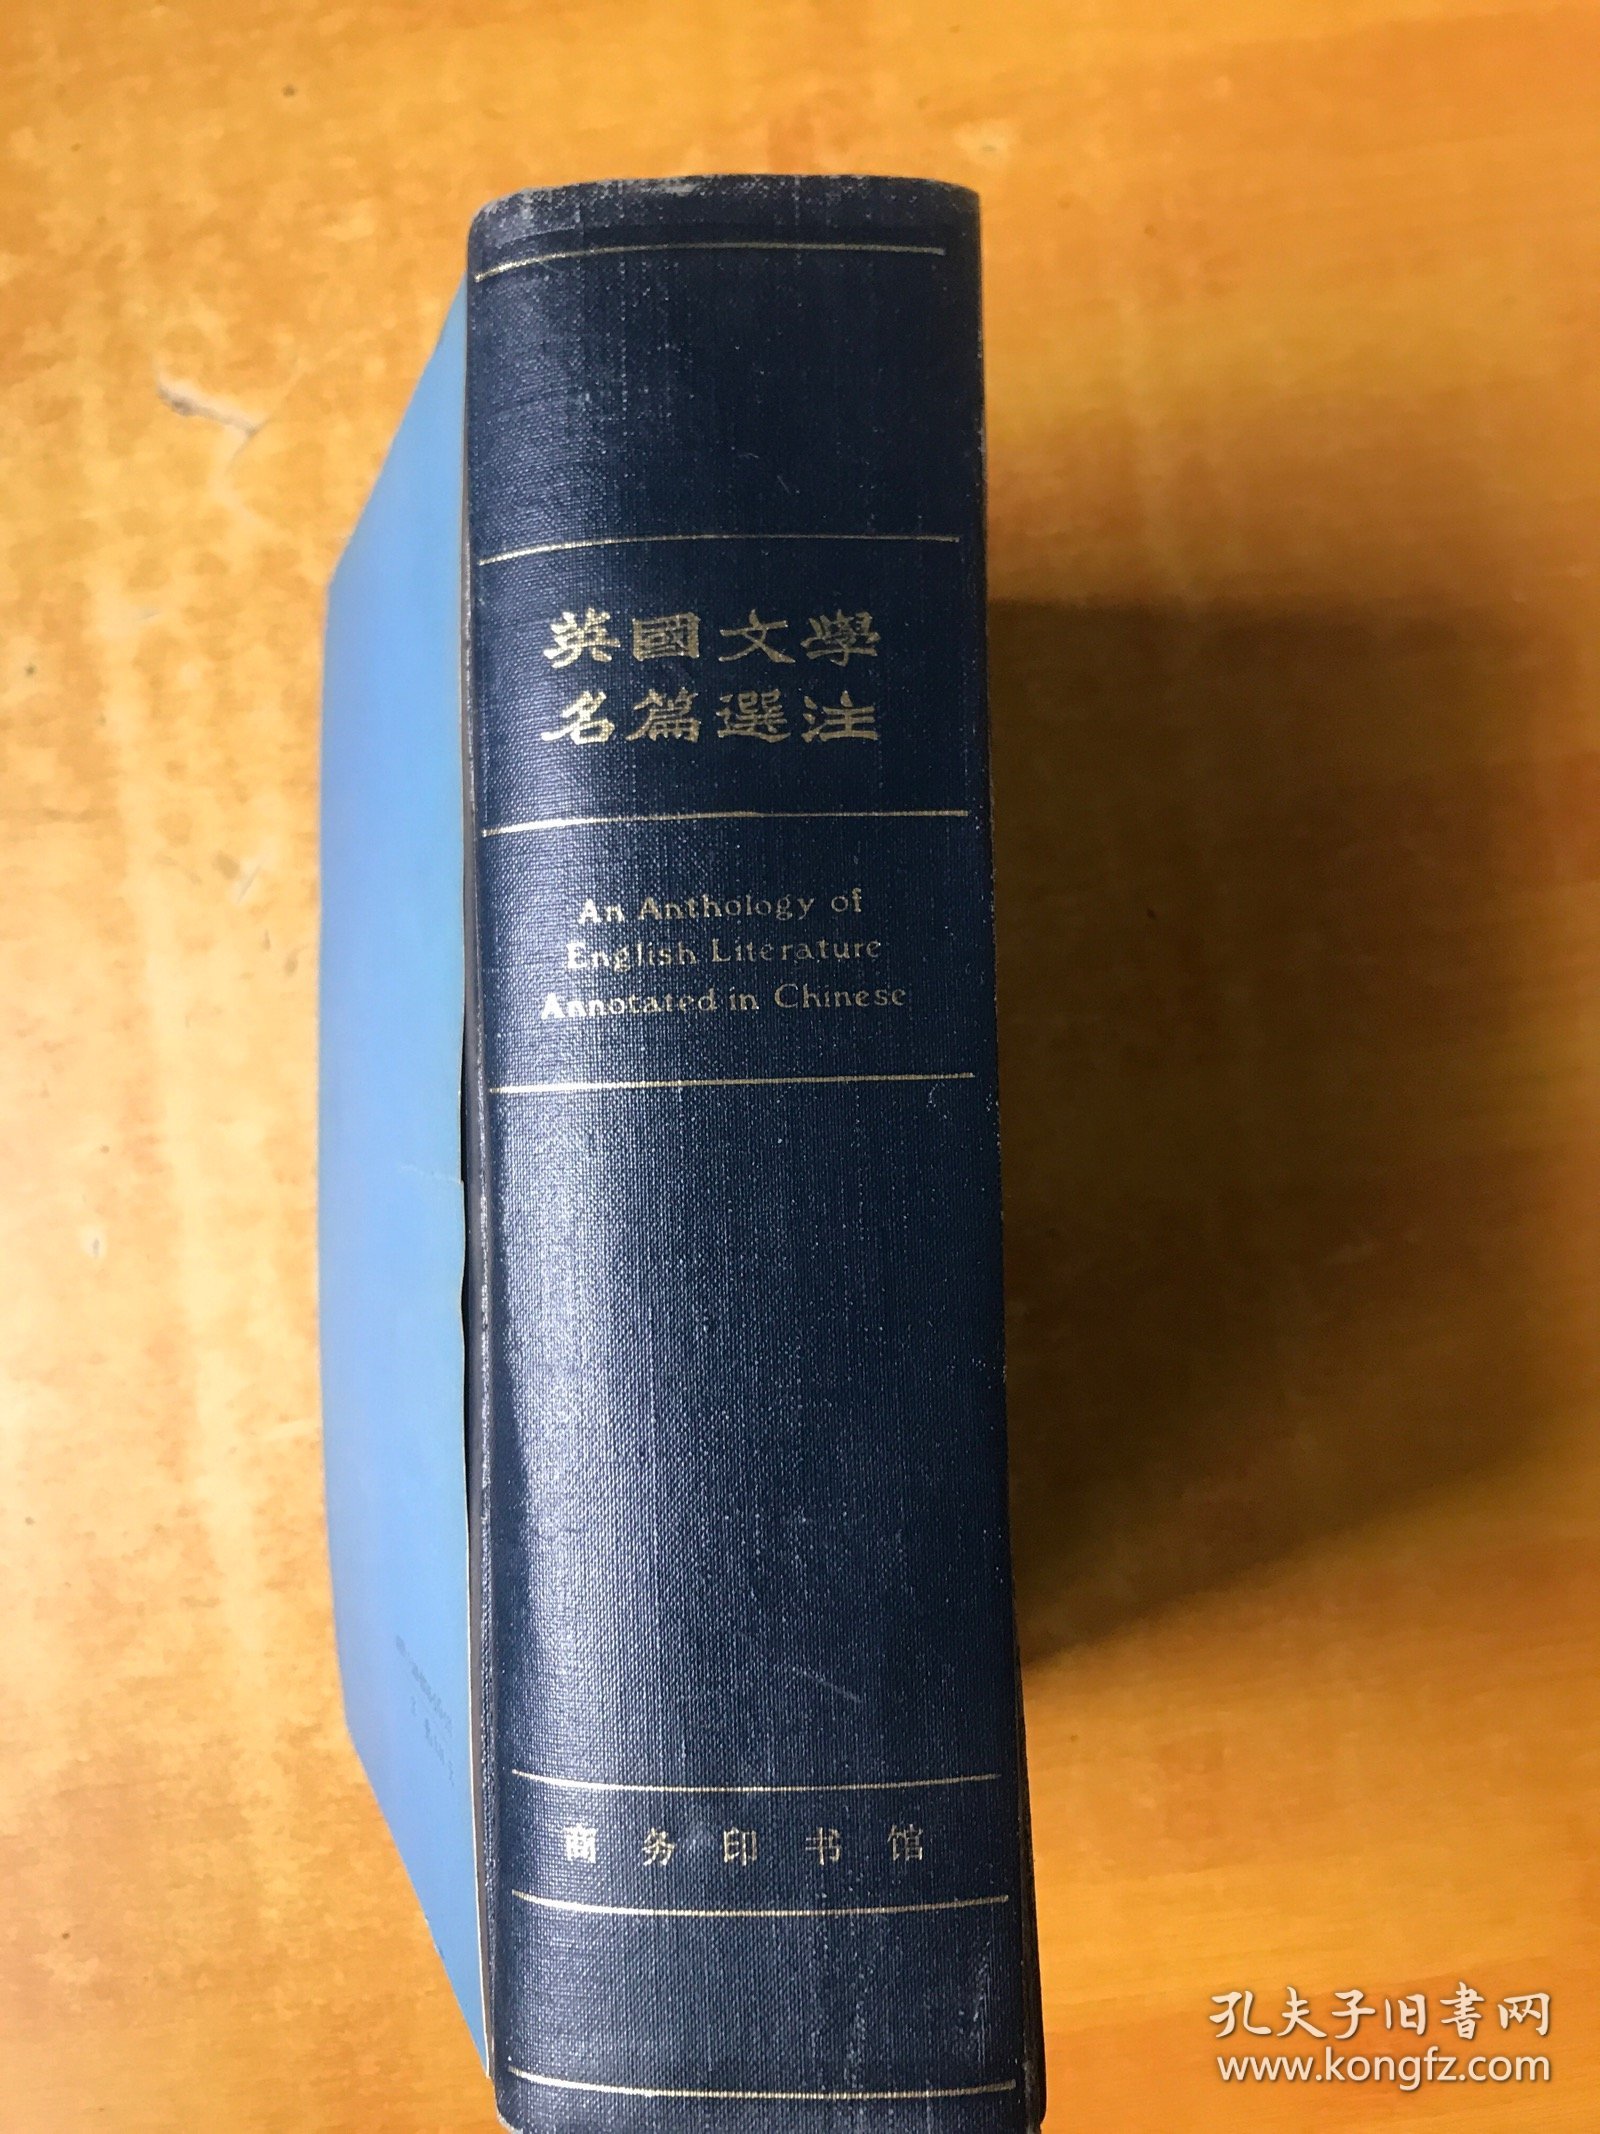 英國文學
名篇選注
An Anthology of
English Literature
Annotated in Chinese
商务印书馆
孔夫子旧书网
www.kongfz.com